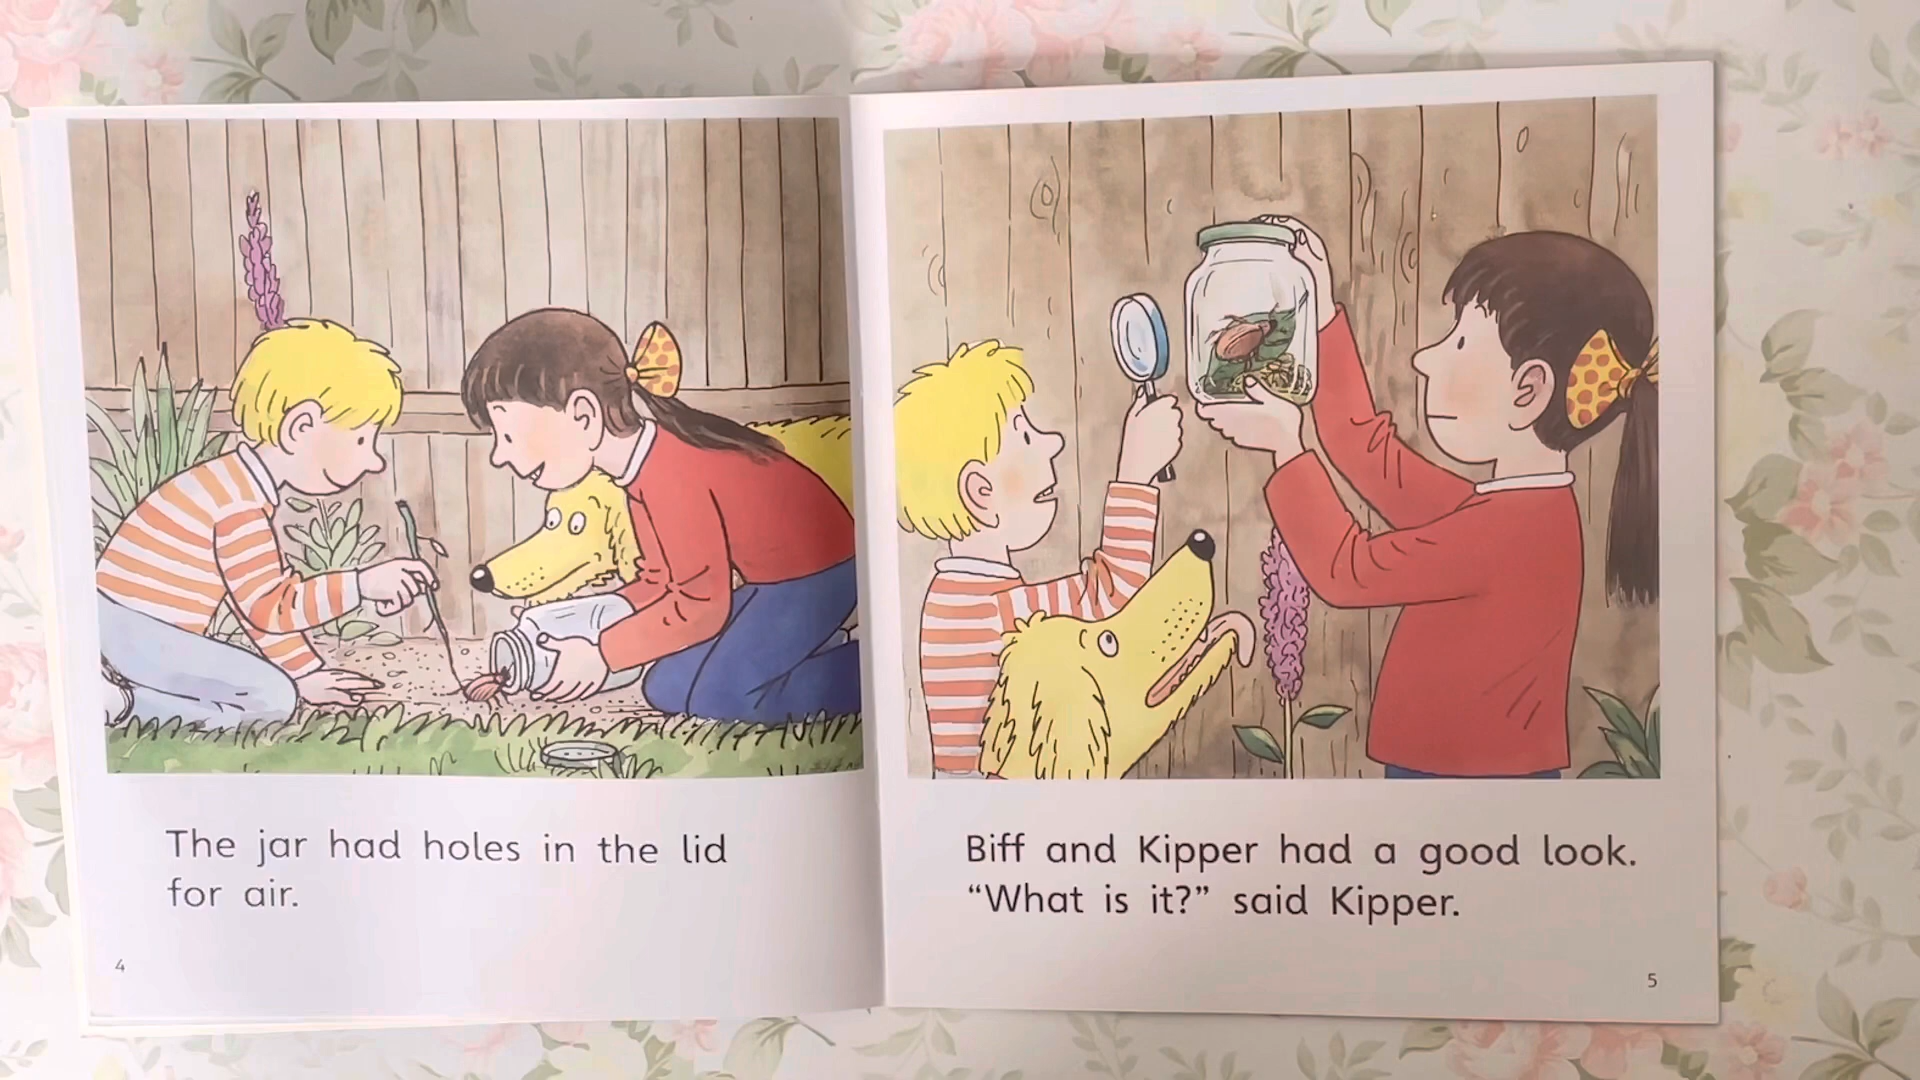 The jar had holes in the lid
for air.
4
Biff and Kipper had a good look.
“What is it?” said Kipper.
5